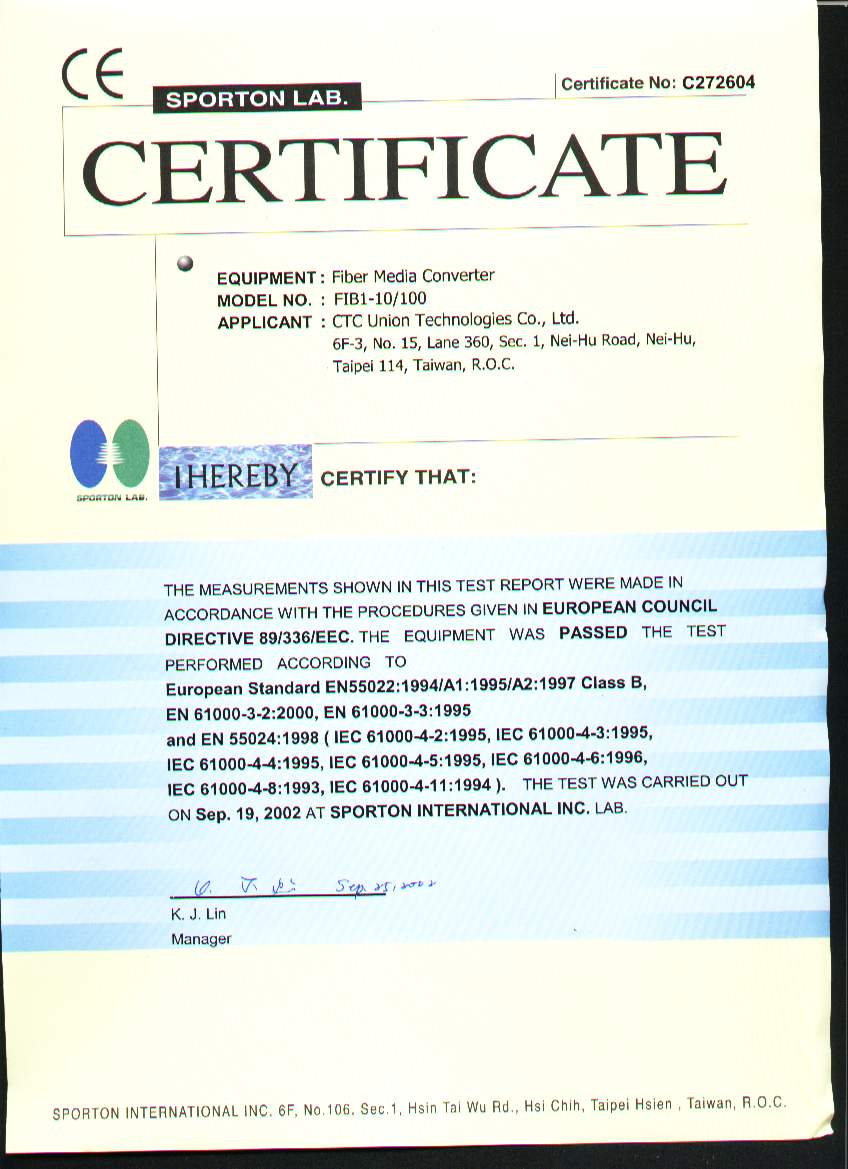 CE
SPORTON LAB.
Certificate No: C272604
CERTIFICATE
EQUIPMENT : Fiber Media Converter
MODEL NO. : FIB1-10/100
APPLICANT : CTC Union Technologies Co., Ltd.
6F-3, No. 15, Lane 360, Sec. 1, Nei-Hu Road, Nei-Hu,
Taipei 114, Taiwan, R.O.C.
SPORTON LAB.
I HEREBY CERTIFY THAT:
THE MEASUREMENTS SHOWN IN THIS TEST REPORT WERE MADE IN
ACCORDANCE WITH THE PROCEDURES GIVEN IN EUROPEAN COUNCIL
DIRECTIVE 89/336/EEC. THE EQUIPMENT WAS PASSED THE TEST
PERFORMED ACCORDING TO
European Standard EN55022:1994/A1:1995/A2:1997 Class B,
EN 61000-3-2:2000, EN 61000-3-3:1995
and EN 55024:1998 ( IEC 61000-4-2:1995, IEC 61000-4-3:1995,
IEC 61000-4-4:1995, IEC 61000-4-5:1995, IEC 61000-4-6:1996,
IEC 61000-4-8:1993, IEC 61000-4-11:1994 ). THE TEST WAS CARRIED OUT
ON Sep. 19, 2002 AT SPORTON INTERNATIONAL INC. LAB.
Sep. 25, 2002
K. J. Lin
Manager
SPORTON INTERNATIONAL INC. 6F, No.106, Sec.1, Hsin Tai Wu Rd., Hsi Chih, Taipei Hsien , Taiwan, R.O.C.